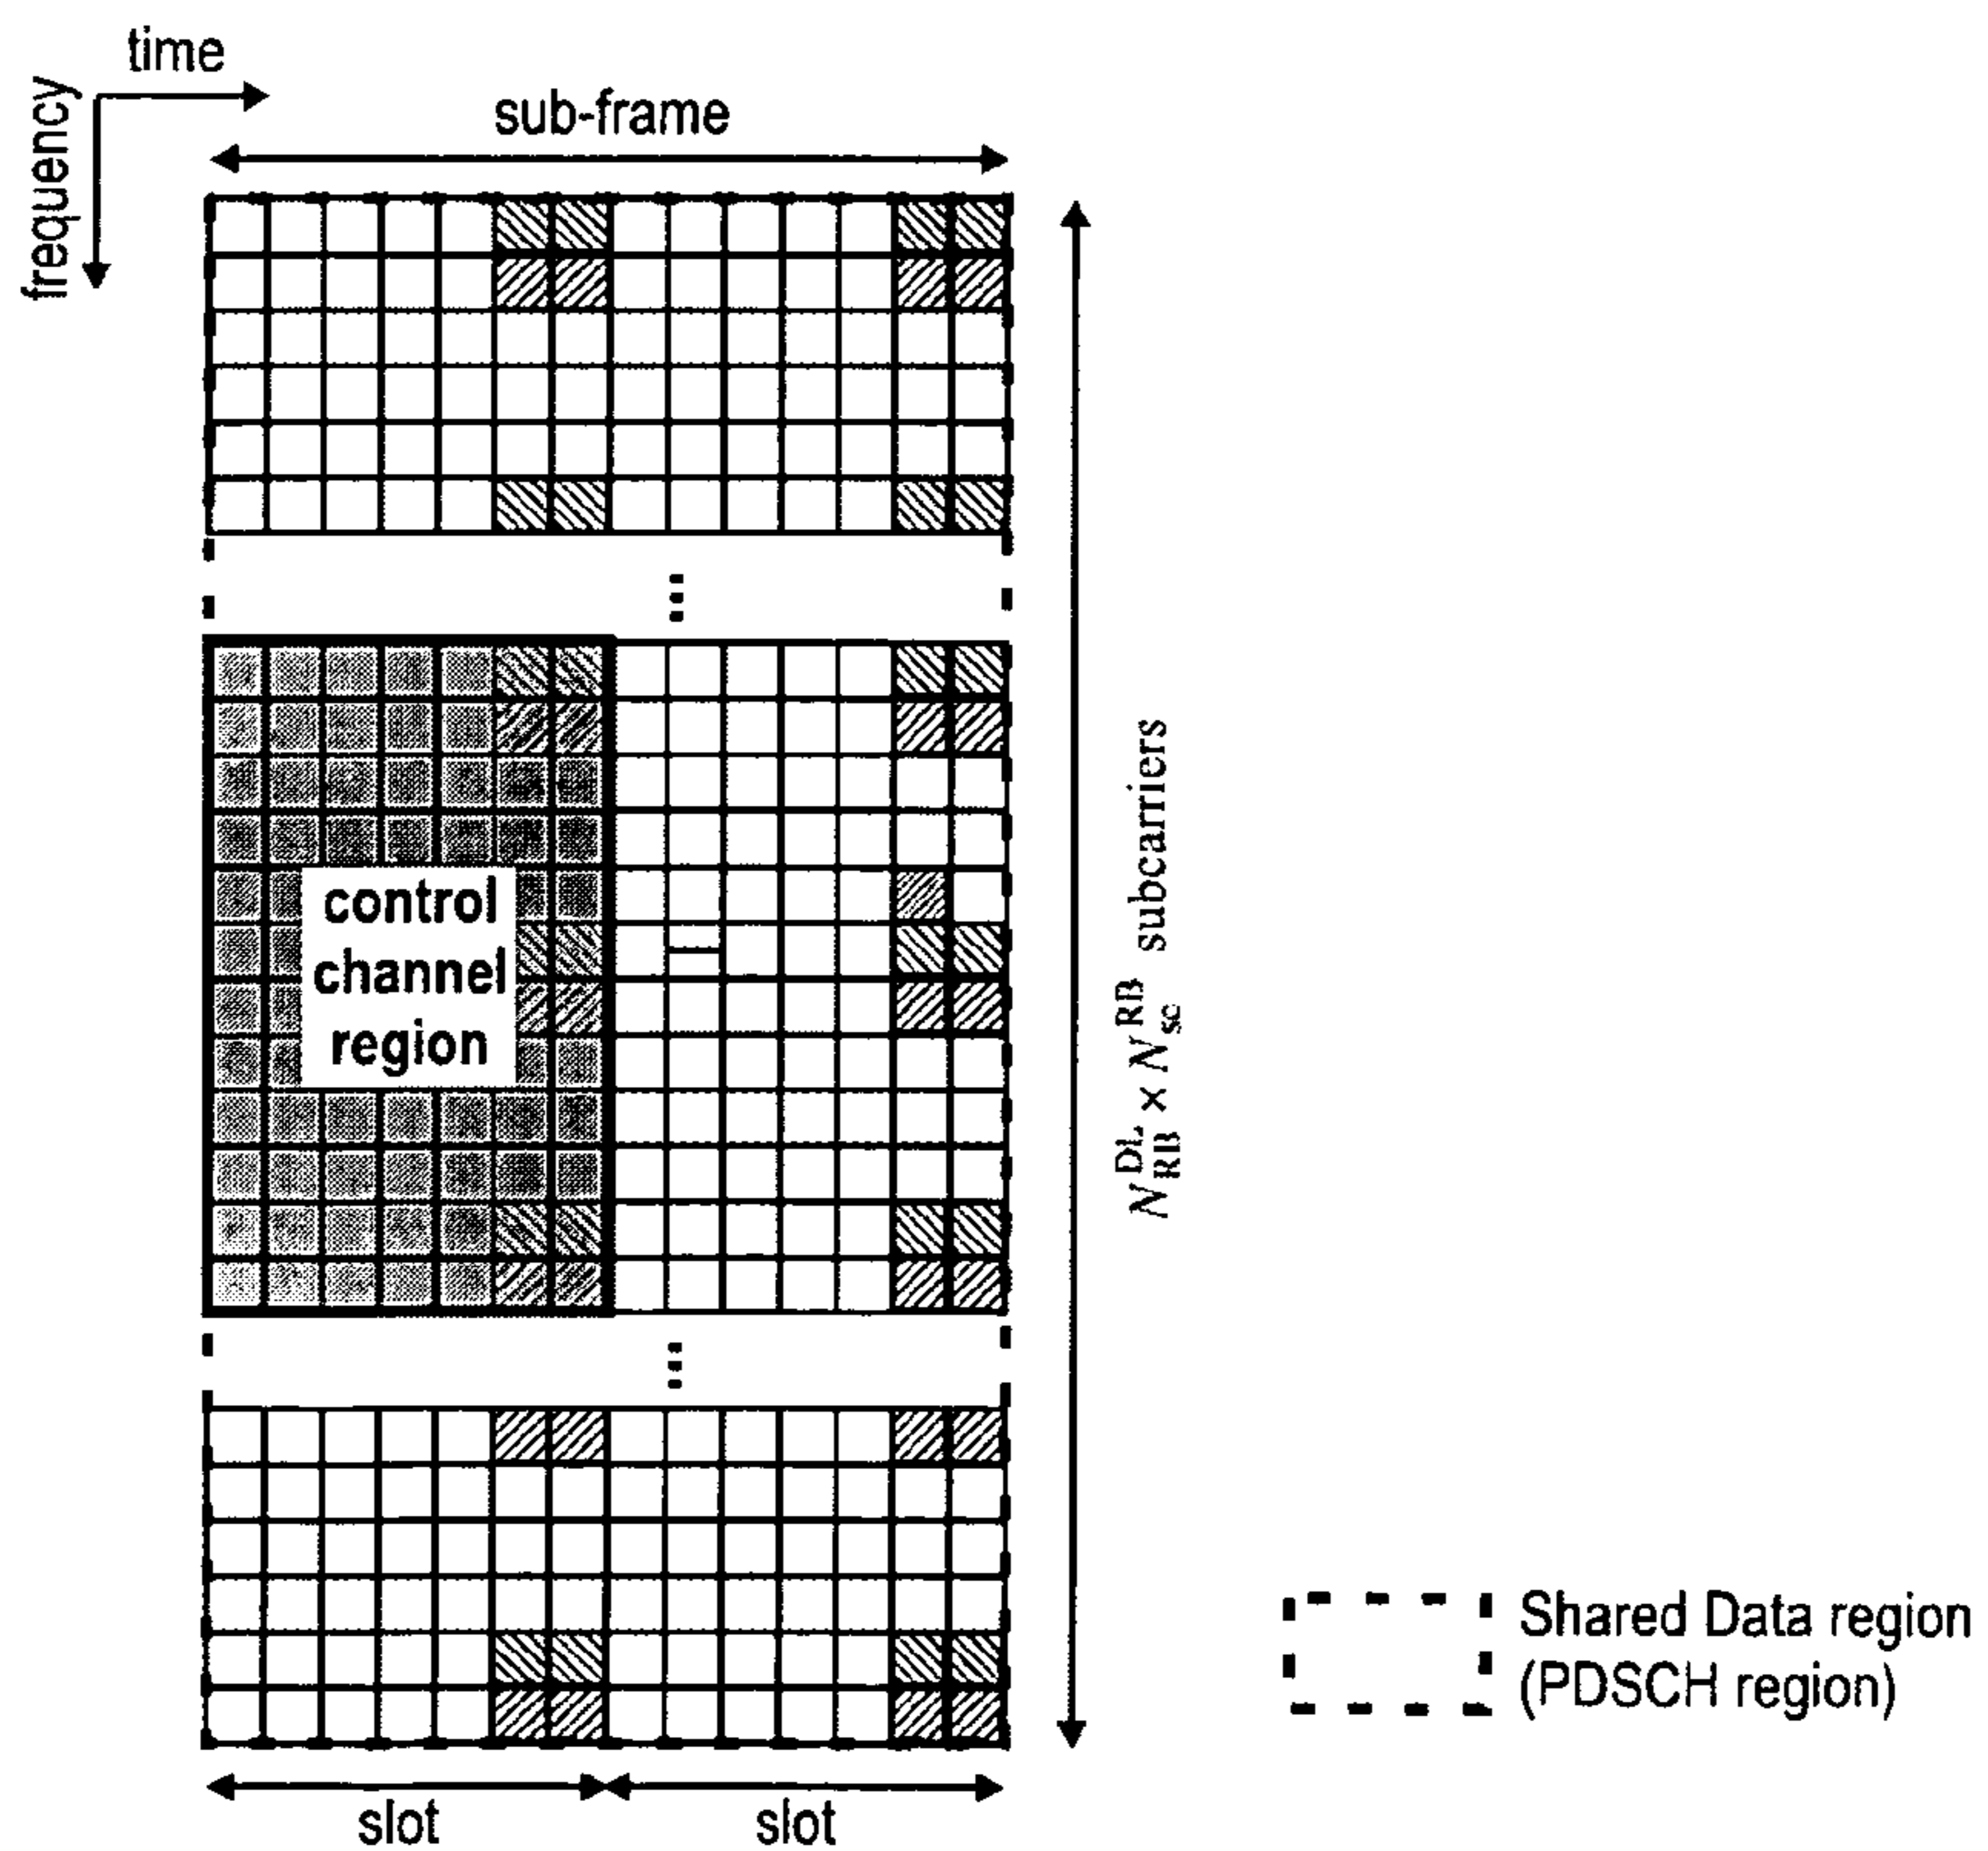 time
frequency
sub-frame
control
channel
region
N_RB^DL × N_sc^RB subcarriers
Shared Data region
(PDSCH region)
slot
slot